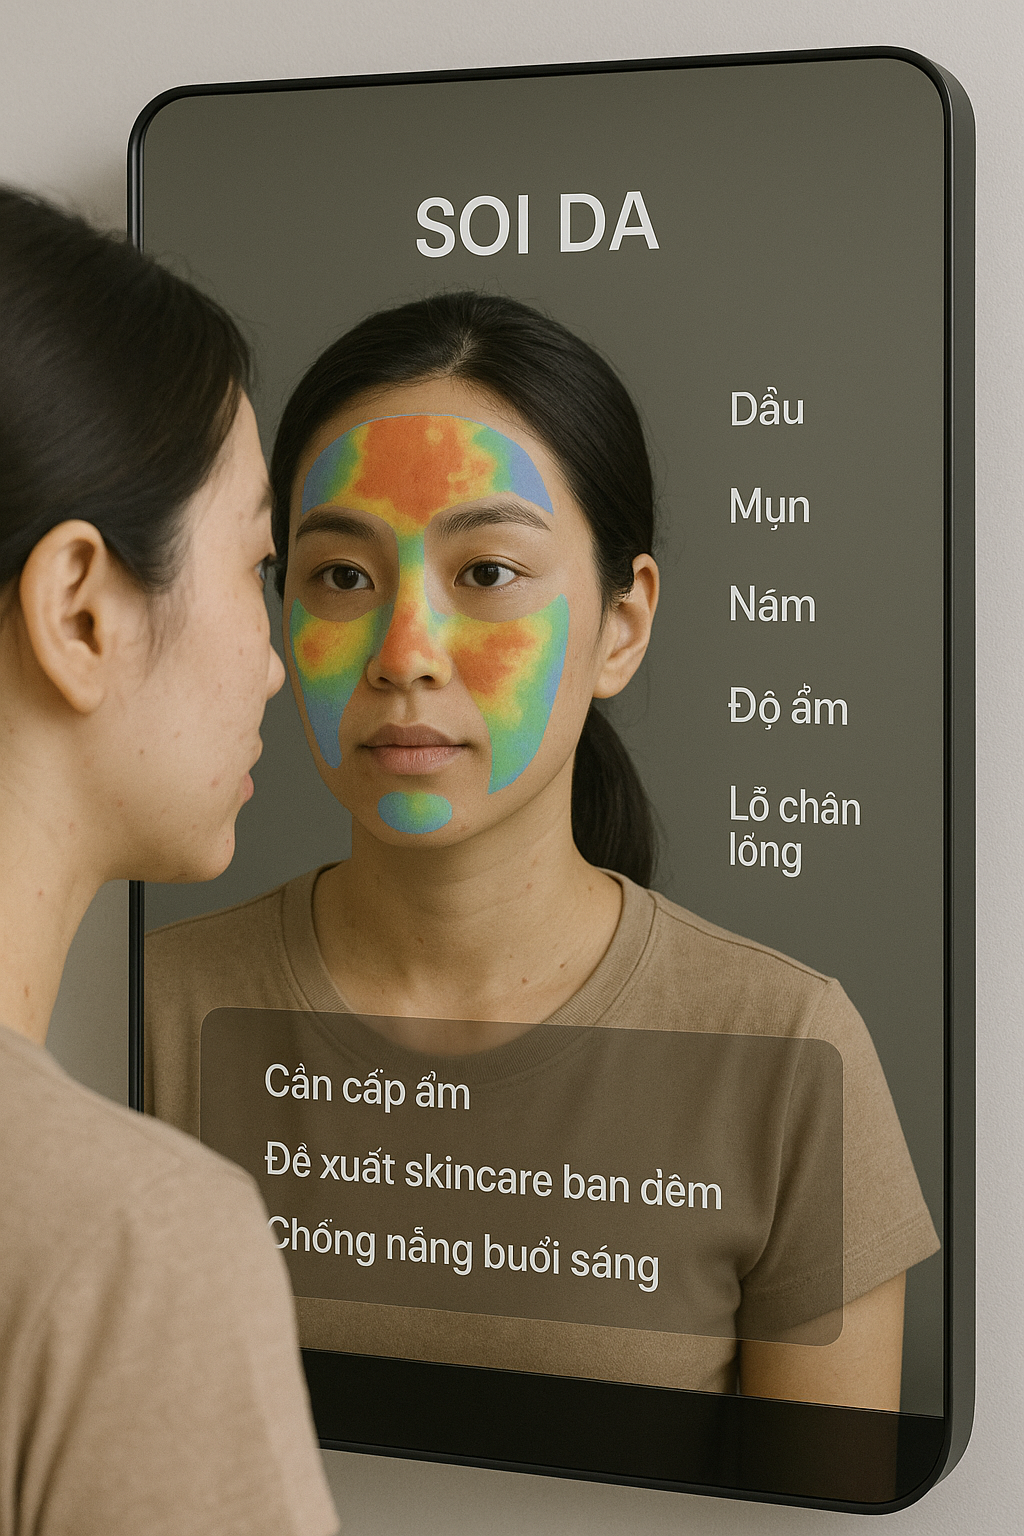 SOI DA
Dầu
Mụn
Nám
Độ ẩm
Lỗ chân
lông
Cần cấp ẩm
Đề xuất skincare ban đêm
Chống nắng buổi sáng